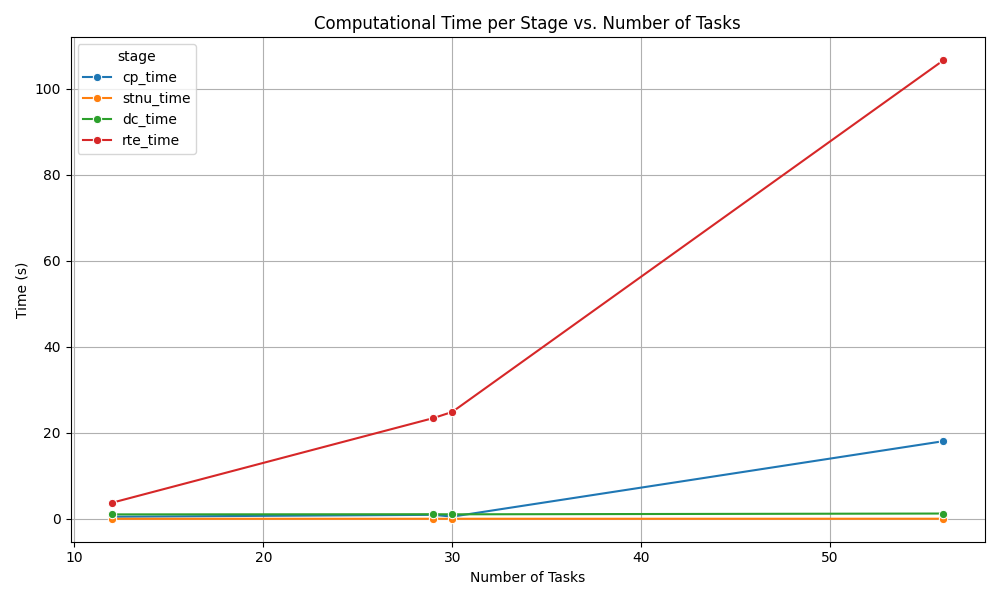 Computational Time per Stage vs. Number of Tasks
stage
cp_time
stnu_time
dc_time
rte_time
Time (s)
100
80
60
40
20
0
10 20 30 40 50
Number of Tasks